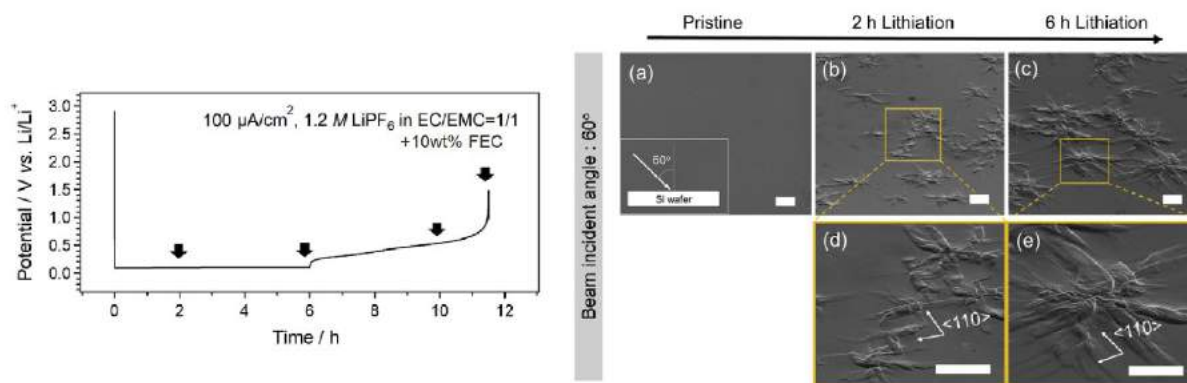 Potential / V vs. Li/Li⁺
3.0
2.5
2.0
1.5
1.0
0.5
0.0
100 µA/cm², 1.2 M LiPF₆ in EC/EMC=1/1
+10wt% FEC
0 2 4 6 8 10 12
Time / h
Beam incident angle : 60°
Pristine 2 h Lithiation 6 h Lithiation
(a) (b) (c)
60°
Si wafer
(d) (e)
<110> <110>